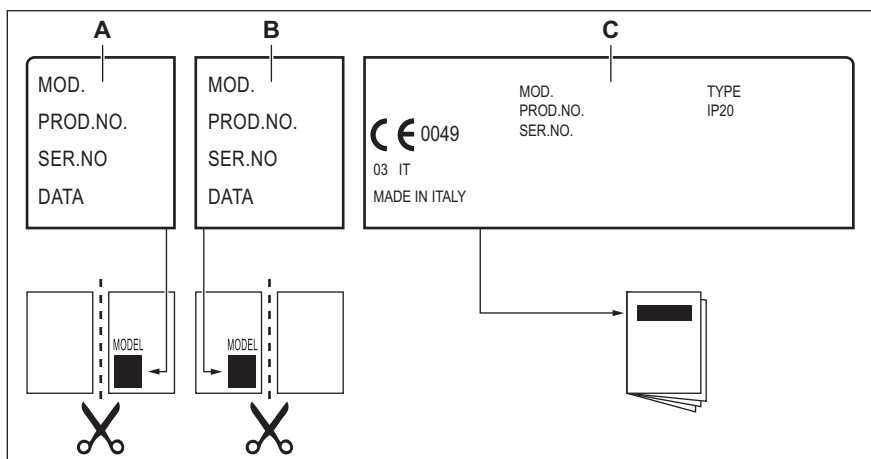 A
B
C
MOD.
PROD.NO.
SER.NO
DATA
MOD.
PROD.NO.
SER.NO
DATA
MOD.
PROD.NO.
SER.NO.
TYPE
IP20
CE 0049
03 IT
MADE IN ITALY
MODEL
MODEL